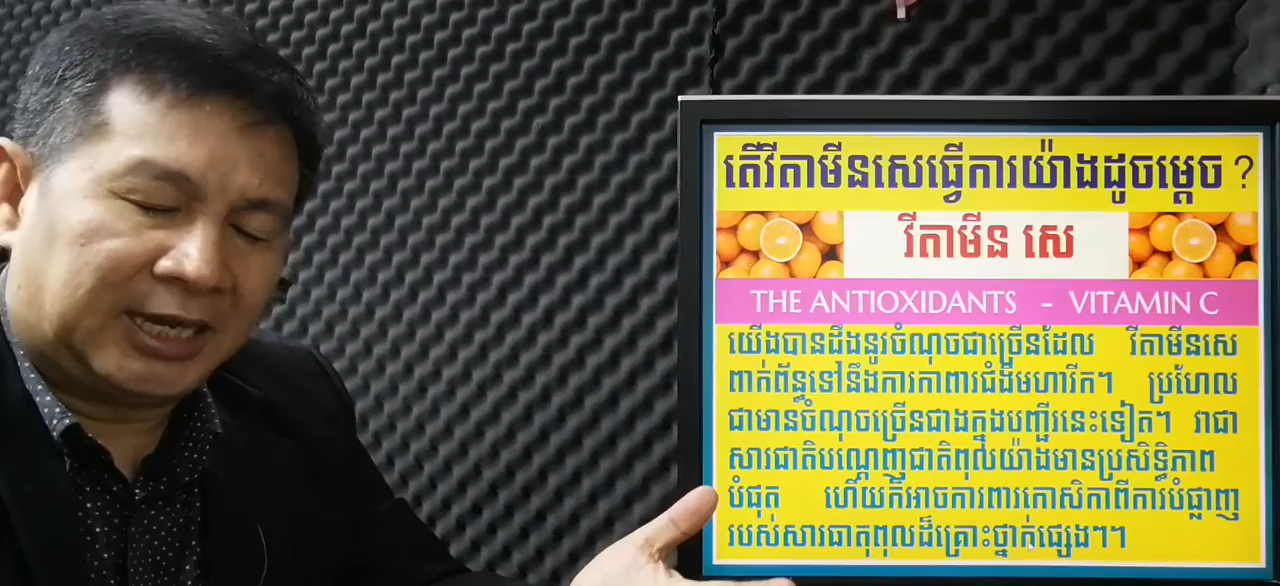 តើវីតាមីនសេធ្វើការយ៉ាងដូចម្តេច ?
វីតាមីន សេ
THE ANTIOXIDANTS - VITAMIN C
យើងបានដឹងនូវចំណុចជាច្រើនដែល វីតាមីនសេ
ពាក់ព័ន្ធទៅនឹងការកាពារជំងឺមហារីក។ ប្រហែល
ជាមានចំណុចច្រើនជាងក្នុងបញ្ជីរនេះទៀត។ វាជា
សារជាតិបណ្តេញជាតិពុលយ៉ាងមានប្រសិទ្ធិភាព
បំផុត ហើយក៏អាចការពារកោសិកាពីការបំផ្លាញ
របស់សារធាតុពុលដ៏គ្រោះថ្នាក់ផ្សេងៗ។